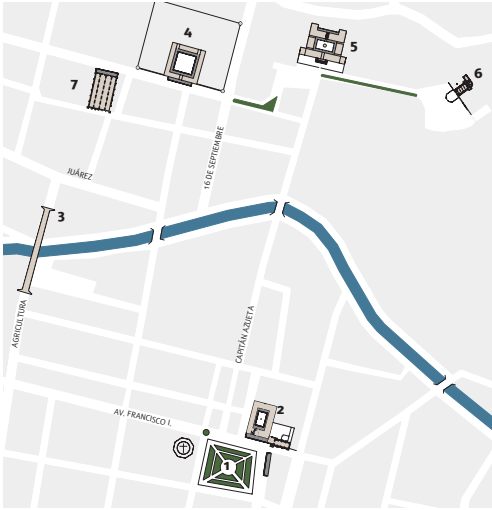 4
5
6
7
16 DE SEPTIEMBRE
JUÁREZ
3
AGRICULTURA
CAPITÁN AZUETA
2
AV. FRANCISCO I.
1